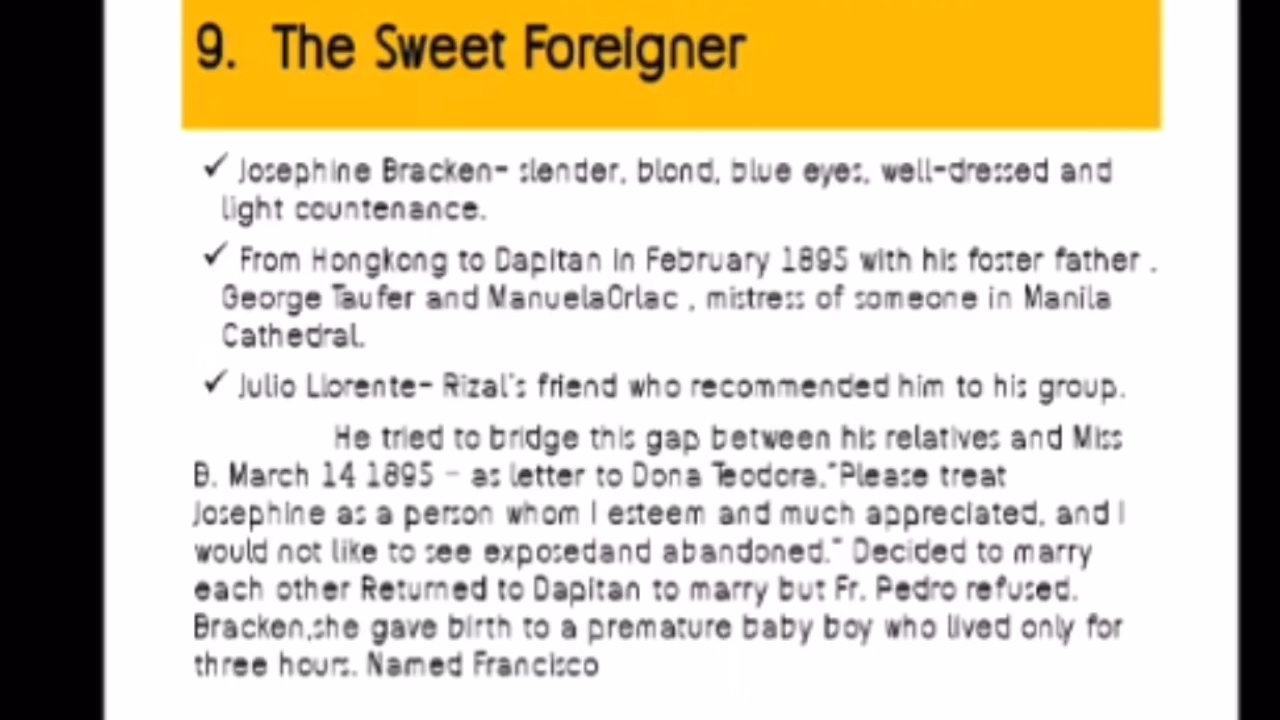 9. The Sweet Foreigner
✓ Josephine Bracken- slender, blond, blue eyes, well-dressed and
light countenance.
✓ From Hongkong to Dapitan in February 1895 with his foster father .
George Taufer and ManuelaOrlac , mistress of someone in Manila
Cathedral.
✓ Julio Llorente- Rizal's friend who recommended him to his group.
He tried to bridge this gap between his relatives and Miss
B. March 14 1895 – as letter to Dona Teodora,"Please treat
Josephine as a person whom I esteem and much appreciated, and I
would not like to see exposedand abandoned." Decided to marry
each other Returned to Dapitan to marry but Fr. Pedro refused.
Bracken,she gave birth to a premature baby boy who lived only for
three hours. Named Francisco